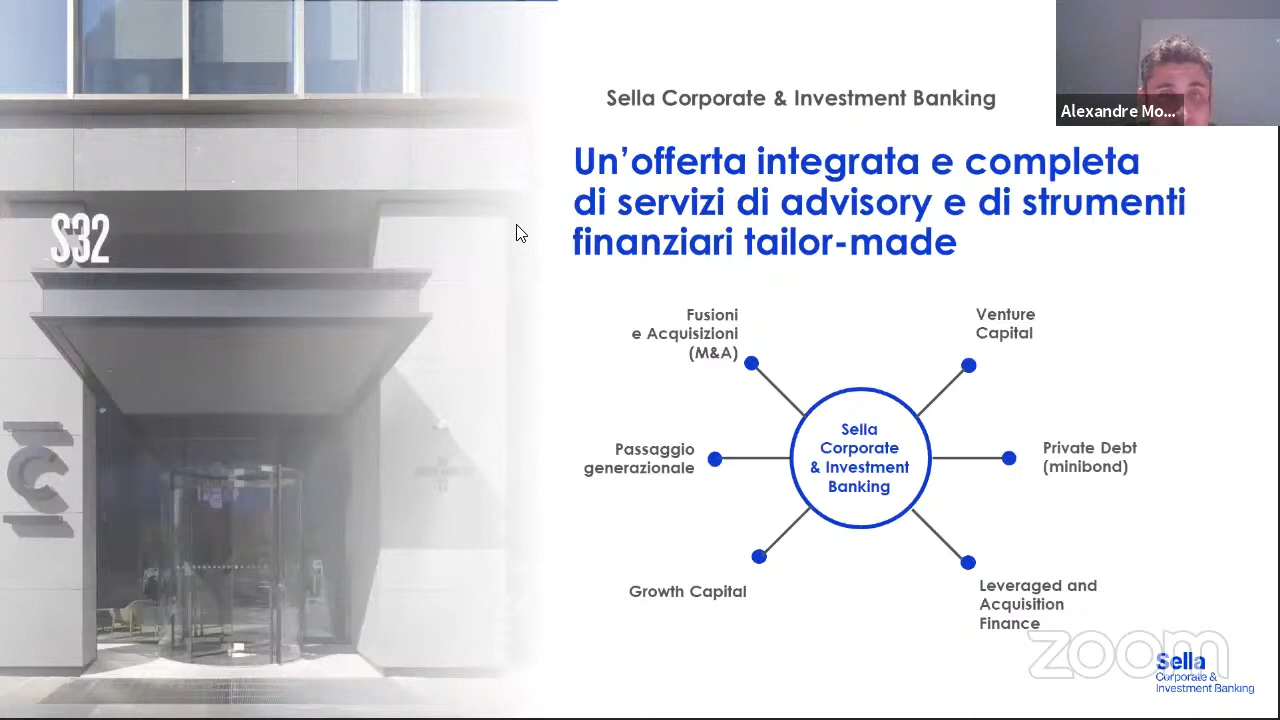 Sella Corporate & Investment Banking
Alexandre Mo...
Un'offerta integrata e completa
di servizi di advisory e di strumenti
finanziari tailor-made
S32
Fusioni
e Acquisizioni
(M&A)
Venture
Capital
Sella
Corporate
& Investment
Banking
Passaggio
generazionale
Private Debt
(minibond)
Growth Capital
Leveraged and
Acquisition
Finance
zoom
Sella
Corporate &
Investment Banking